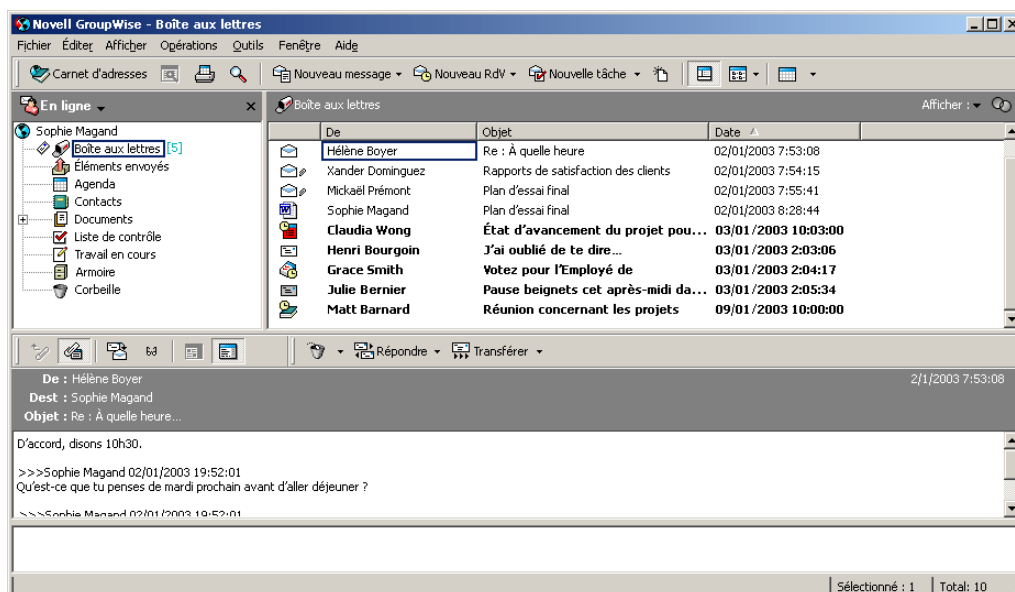 Novell GroupWise - Boîte aux lettres
Fichier Éditer Afficher Opérations Outils Fenêtre Aide
Carnet d'adresses Nouveau message Nouveau RdV Nouvelle tâche
En ligne
Boîte aux lettres Afficher :
Sophie Magand
Boîte aux lettres [5]
Éléments envoyés
Agenda
Contacts
Documents
Liste de contrôle
Travail en cours
Armoire
Corbeille
De Objet Date
Hélène Boyer Re : À quelle heure 02/01/2003 7:53:08
Xander Dominguez Rapports de satisfaction des clients 02/01/2003 7:54:15
Mickaël Prémont Plan d'essai final 02/01/2003 7:55:41
Sophie Magand Plan d'essai final 02/01/2003 8:28:44
Claudia Wong État d'avancement du projet pou... 03/01/2003 10:03:00
Henri Bourgoin J'ai oublié de te dire... 03/01/2003 2:03:06
Grace Smith Votez pour l'Employé de 03/01/2003 2:04:17
Julie Bernier Pause beignets cet après-midi da... 03/01/2003 2:05:34
Matt Barnard Réunion concernant les projets 09/01/2003 10:00:00
Répondre Transférer
De : Hélène Boyer 2/1/2003 7:53:08
Dest : Sophie Magand
Objet : Re : À quelle heure...
D'accord, disons 10h30.
>>>Sophie Magand 02/01/2003 19:52:01
Qu'est-ce que tu penses de mardi prochain avant d'aller déjeuner ?
>>>Sophie Magand 02/01/2003 19:52:01
Sélectionné : 1 Total: 10